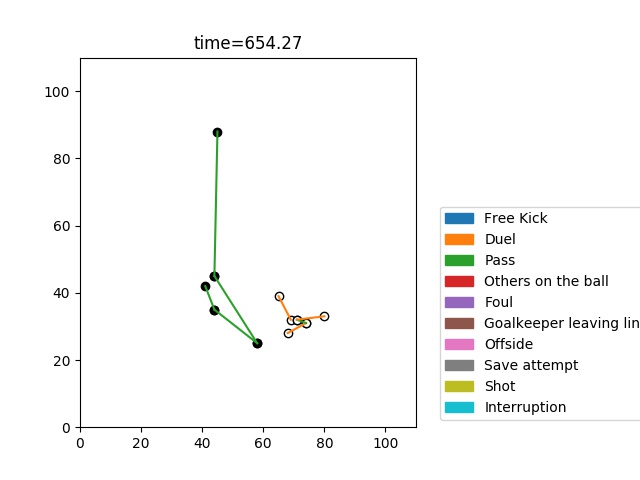 time=654.27
100
80
60
40
20
0
0 20 40 60 80 100
Free Kick
Duel
Pass
Others on the ball
Foul
Goalkeeper leaving lin
Offside
Save attempt
Shot
Interruption